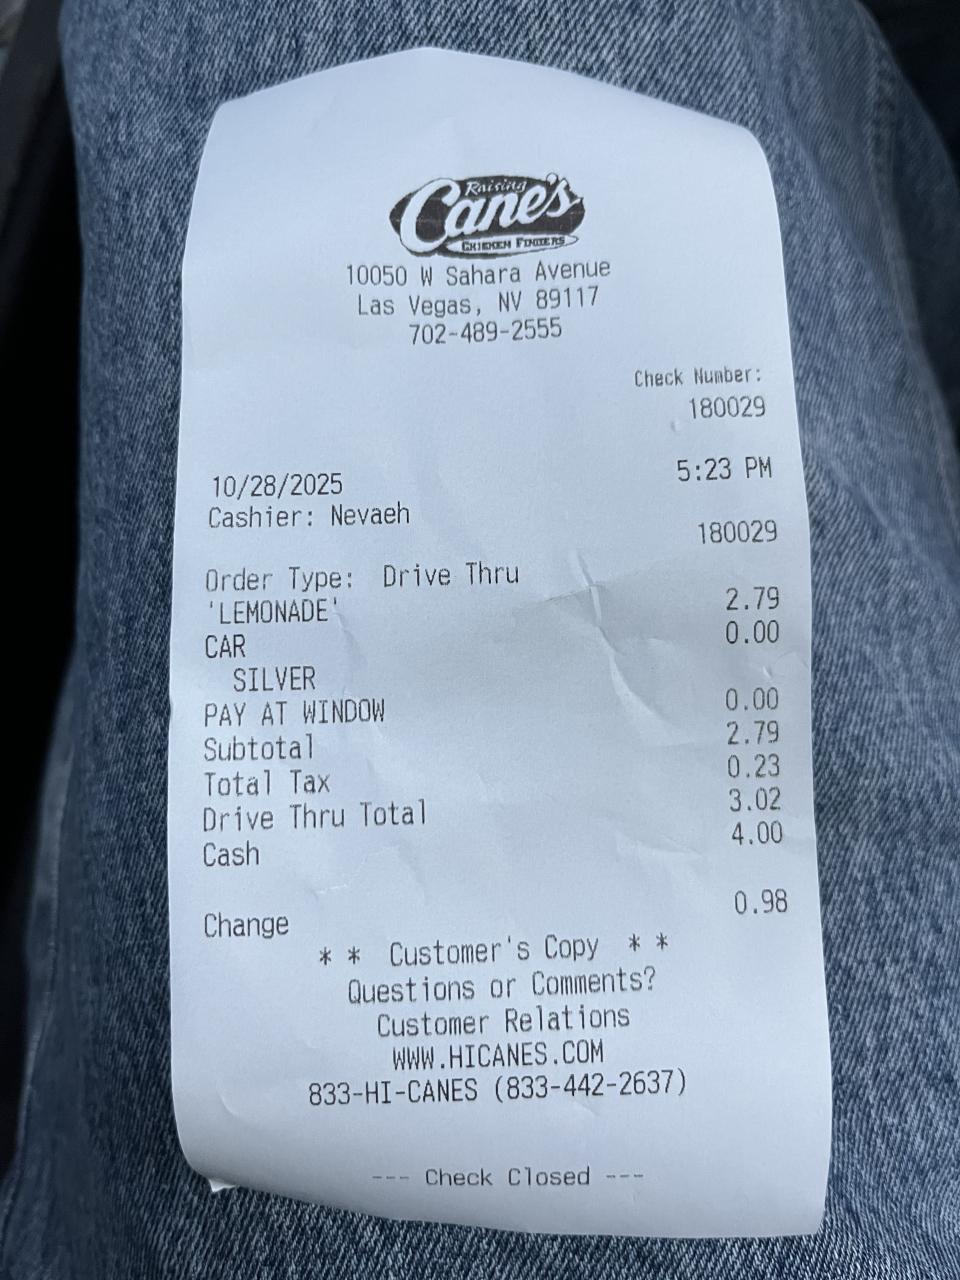 Raising
Cane's
CHICKEN FINGERS
10050 W Sahara Avenue
Las Vegas, NV 89117
702-489-2555
Check Number:
180029
10/28/2025 5:23 PM
Cashier: Nevaeh
180029
Order Type: Drive Thru
'LEMONADE' 2.79
CAR 0.00
SILVER
PAY AT WINDOW 0.00
Subtotal 2.79
Total Tax 0.23
Drive Thru Total 3.02
Cash 4.00
Change 0.98
* * Customer's Copy * *
Questions or Comments?
Customer Relations
WWW.HICANES.COM
833-HI-CANES (833-442-2637)
--- Check Closed ---